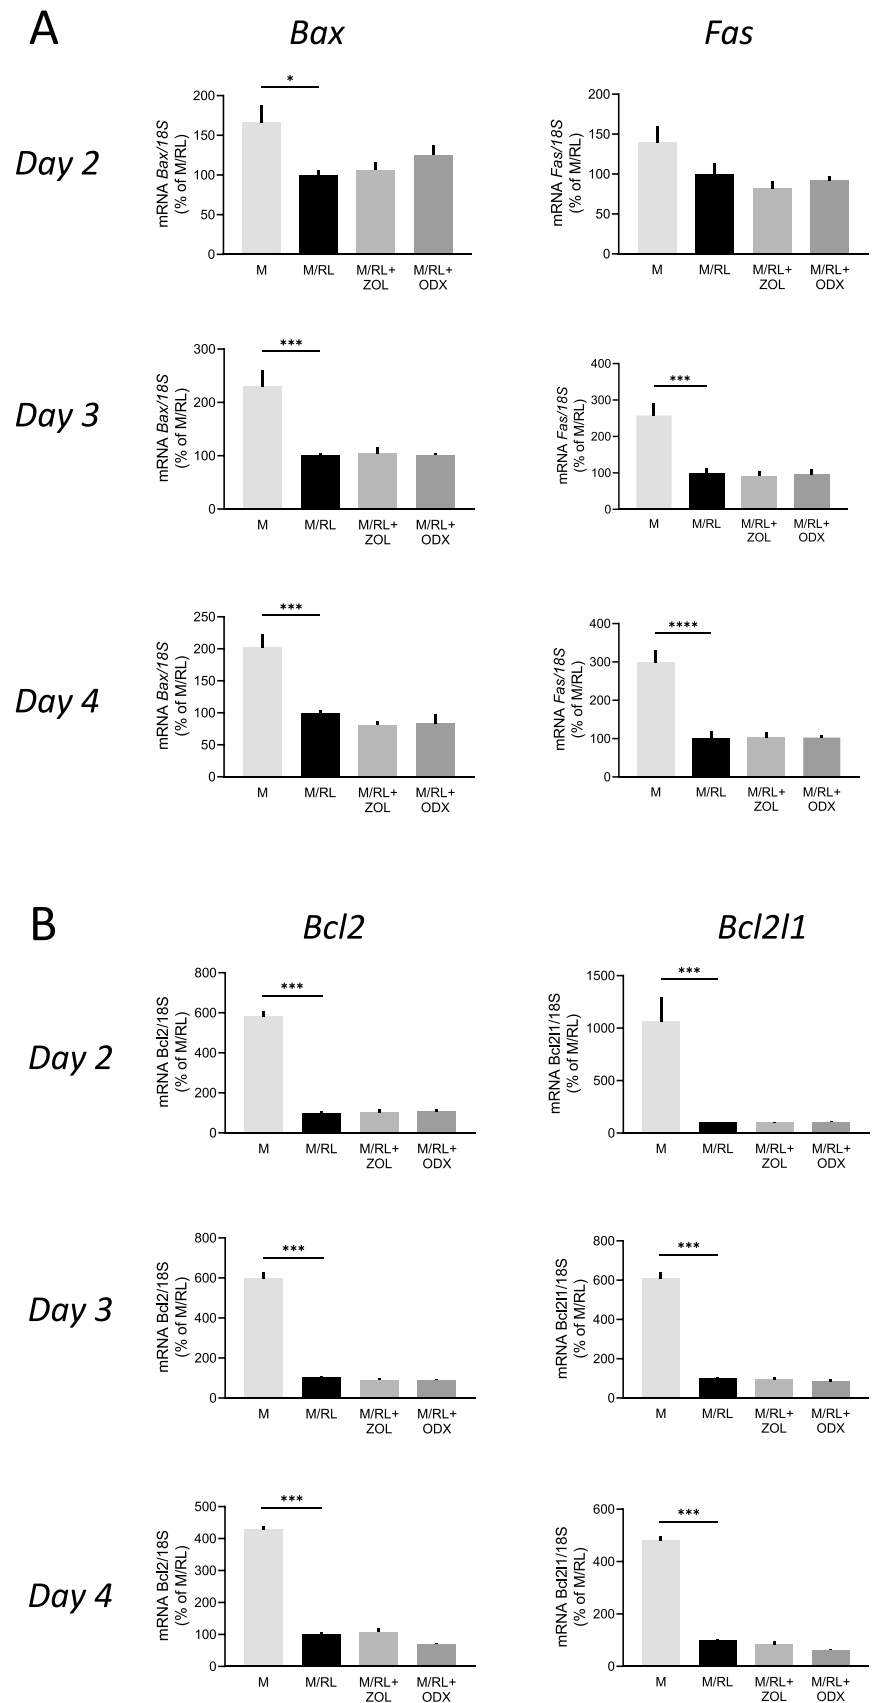 A
Bax
Fas
Day 2
mRNA Bax/18S
(% of M/RL)
200
150
100
50
0
*
M
M/RL
M/RL+
ZOL
M/RL+
ODX
mRNA Fas/18S
(% of M/RL)
200
150
100
50
0
M
M/RL
M/RL+
ZOL
M/RL+
ODX
Day 3
mRNA Bax/18S
(% of M/RL)
300
200
100
0
***
M
M/RL
M/RL+
ZOL
M/RL+
ODX
mRNA Fas/18S
(% of M/RL)
400
300
200
100
0
***
M
M/RL
M/RL+
ZOL
M/RL+
ODX
Day 4
mRNA Bax/18S
(% of M/RL)
250
200
150
100
50
0
***
M
M/RL
M/RL+
ZOL
M/RL+
ODX
mRNA Fas/18S
(% of M/RL)
400
300
200
100
0
****
M
M/RL
M/RL+
ZOL
M/RL+
ODX
B
Bcl2
Bcl2l1
Day 2
mRNA Bcl2/18S
(% of M/RL)
800
600
400
200
0
***
M
M/RL
M/RL+
ZOL
M/RL+
ODX
mRNA Bcl2l1/18S
(% of M/RL)
1500
1000
500
0
***
M
M/RL
M/RL+
ZOL
M/RL+
ODX
Day 3
mRNA Bcl2/18S
(% of M/RL)
800
600
400
200
0
***
M
M/RL
M/RL+
ZOL
M/RL+
ODX
mRNA Bcl2l1/18S
(% of M/RL)
800
600
400
200
0
***
M
M/RL
M/RL+
ZOL
M/RL+
ODX
Day 4
mRNA Bcl2/18S
(% of M/RL)
500
400
300
200
100
0
***
M
M/RL
M/RL+
ZOL
M/RL+
ODX
mRNA Bcl2l1/18S
(% of M/RL)
600
400
200
0
***
M
M/RL
M/RL+
ZOL
M/RL+
ODX